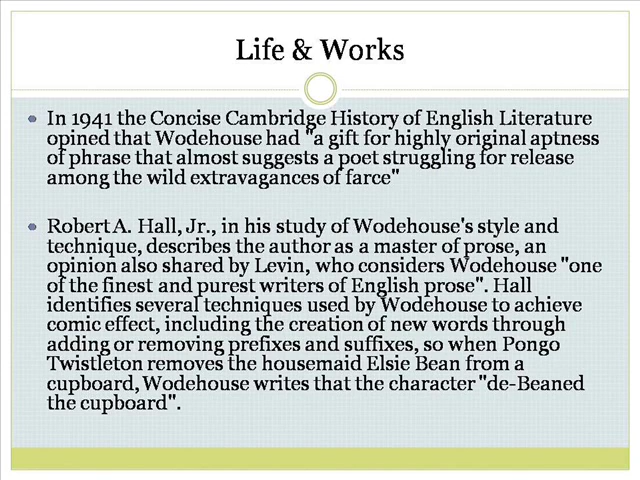 Life & Works
In 1941 the Concise Cambridge History of English Literature
opined that Wodehouse had "a gift for highly original aptness
of phrase that almost suggests a poet struggling for release
among the wild extravagances of farce"
Robert A. Hall, Jr., in his study of Wodehouse's style and
technique, describes the author as a master of prose, an
opinion also shared by Levin, who considers Wodehouse "one
of the finest and purest writers of English prose". Hall
identifies several techniques used by Wodehouse to achieve
comic effect, including the creation of new words through
adding or removing prefixes and suffixes, so when Pongo
Twistleton removes the housemaid Elsie Bean from a
cupboard, Wodehouse writes that the character "de-Beaned
the cupboard".